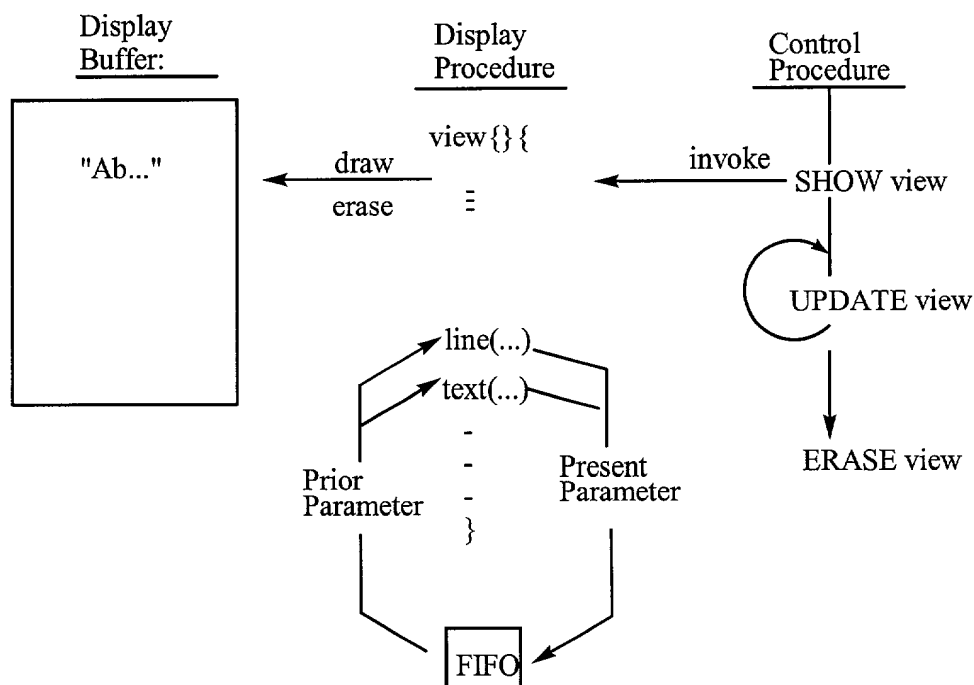 Display
Buffer:
Display
Procedure
Control
Procedure
"Ab..."
view{}{
draw
erase
invoke
SHOW view
UPDATE view
ERASE view
line(...)
text(...)
-
-
-
}
Prior
Parameter
Present
Parameter
FIFO